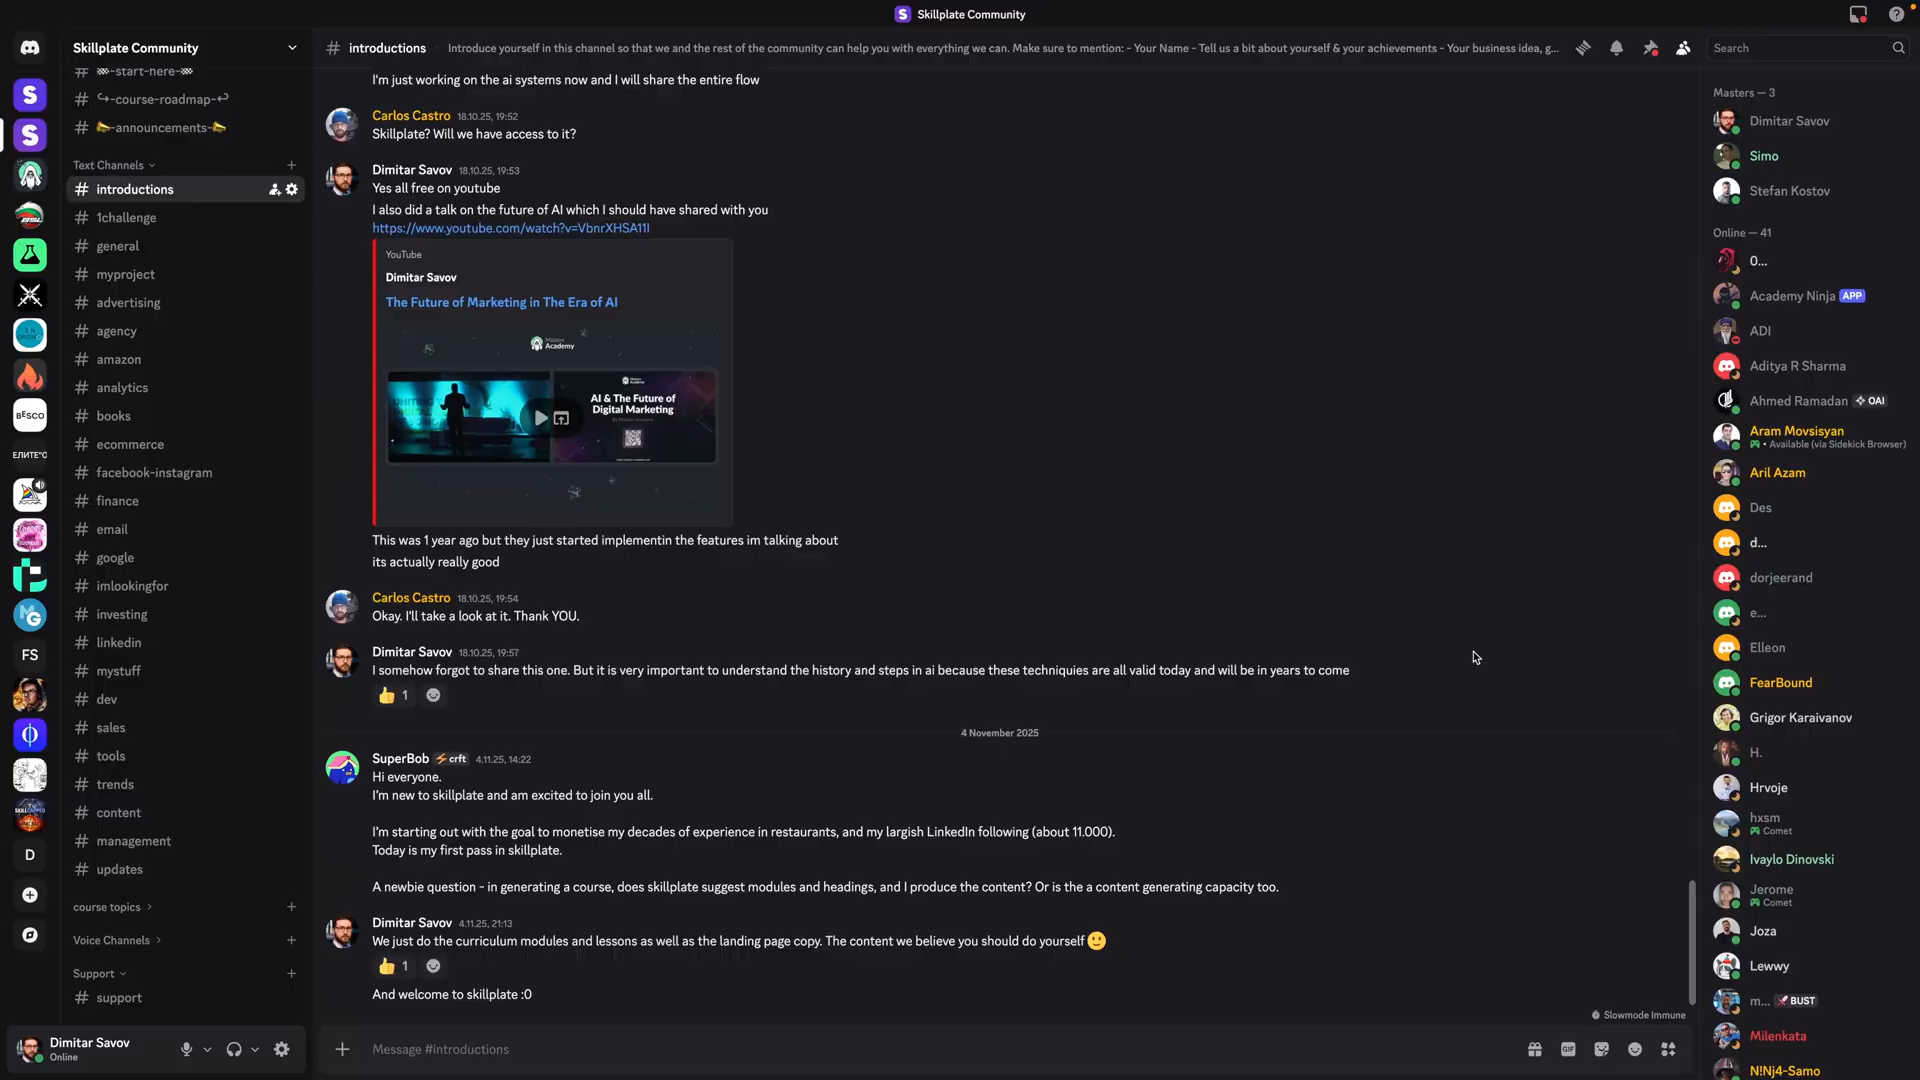 Skillplate Community
Skillplate Community
-start-here-
-course-roadmap-
-announcements-
Text Channels
introductions
1challenge
general
myproject
advertising
agency
amazon
analytics
books
ecommerce
facebook-instagram
finance
email
google
imlookingfor
investing
linkedin
mystuff
dev
sales
tools
trends
content
management
updates
course topics
Voice Channels
Support
support
BESCO
FS
D
Dimitar Savov
Online
introductions
Introduce yourself in this channel so that we and the rest of the community can help you with everything we can. Make sure to mention: - Your Name - Tell us a bit about yourself & your achievements - Your business idea, g...
Search
I'm just working on the ai systems now and I will share the entire flow
Carlos Castro 18.10.25, 19:52
Skillplate? Will we have access to it?
Dimitar Savov 18.10.25, 19:53
Yes all free on youtube
I also did a talk on the future of AI which I should have shared with you
https://www.youtube.com/watch?v=VbnrXHSA11I
YouTube
Dimitar Savov
The Future of Marketing in The Era of AI
Masters
Academy
AI & The Future of
Digital Marketing
This was 1 year ago but they just started implementin the features im talking about
its actually really good
Carlos Castro 18.10.25, 19:54
Okay. I'll take a look at it. Thank YOU.
Dimitar Savov 18.10.25, 19:57
I somehow forgot to share this one. But it is very important to understand the history and steps in ai because these techniquies are all valid today and will be in years to come
1
4 November 2025
SuperBob crft 4.11.25, 14:22
Hi everyone.
I'm new to skillplate and am excited to join you all.
I'm starting out with the goal to monetise my decades of experience in restaurants, and my largish LinkedIn following (about 11.000).
Today is my first pass in skillplate.
A newbie question - in generating a course, does skillplate suggest modules and headings, and I produce the content? Or is the a content generating capacity too.
Dimitar Savov 4.11.25, 21:13
We just do the curriculum modules and lessons as well as the landing page copy. The content we believe you should do yourself
1
And welcome to skillplate :0
Slowmode Immune
Message #introductions
GIF
Masters — 3
Dimitar Savov
Simo
Stefan Kostov
Online — 41
0...
Academy Ninja APP
ADI
Aditya R Sharma
Ahmed Ramadan OAI
Aram Movsisyan
• Available (via Sidekick Browser)
Aril Azam
Des
d...
dorjeerand
e...
Elleon
FearBound
Grigor Karaivanov
H.
Hrvoje
hxsm
Comet
Ivaylo Dinovski
Jerome
Comet
Joza
Lewwy
m... BUST
Milenkata
N!Nj4-Samo